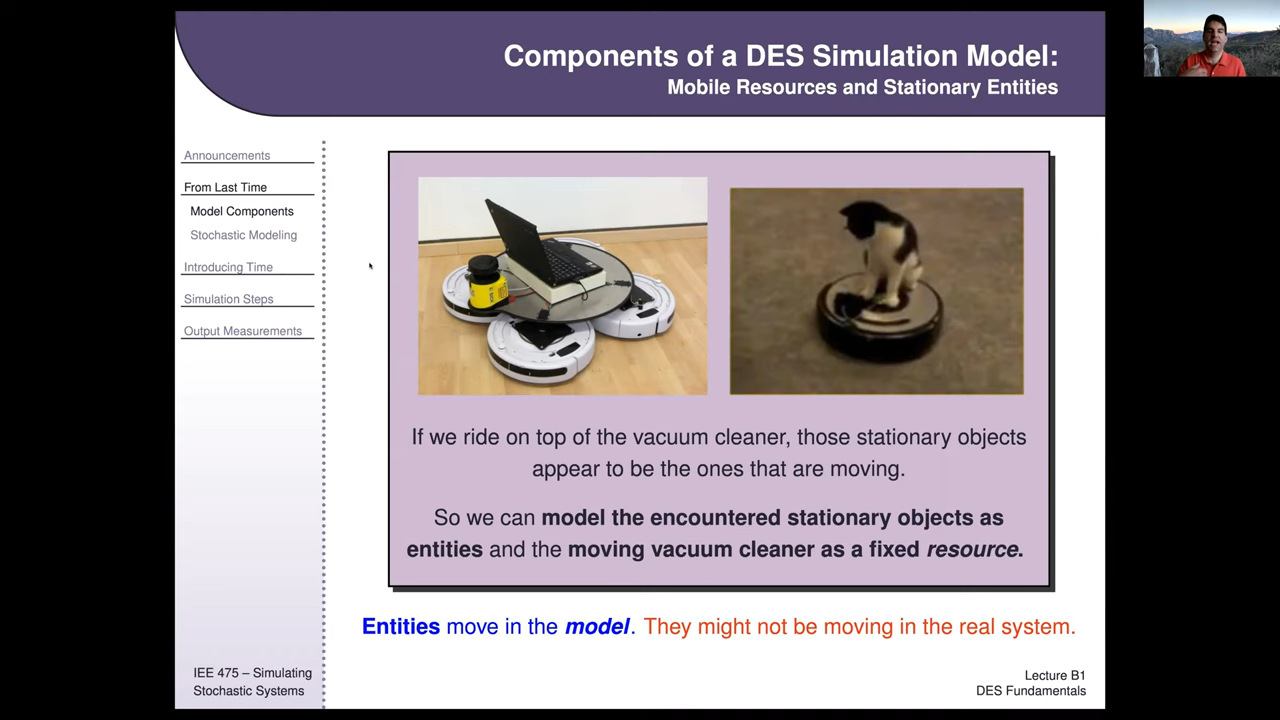 Components of a DES Simulation Model:
Mobile Resources and Stationary Entities
Announcements
From Last Time
Model Components
Stochastic Modeling
Introducing Time
Simulation Steps
Output Measurements
If we ride on top of the vacuum cleaner, those stationary objects
appear to be the ones that are moving.
So we can model the encountered stationary objects as
entities and the moving vacuum cleaner as a fixed resource.
Entities move in the model. They might not be moving in the real system.
IEE 475 – Simulating
Stochastic Systems
Lecture B1
DES Fundamentals